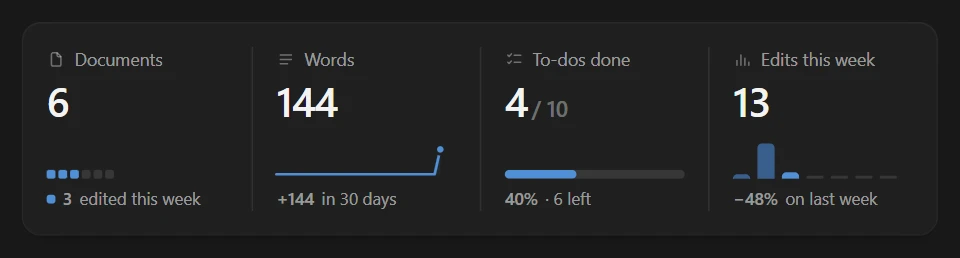 Documents
6
3 edited this week
Words
144
+144 in 30 days
To-dos done
4 / 10
40% · 6 left
Edits this week
13
−48% on last week